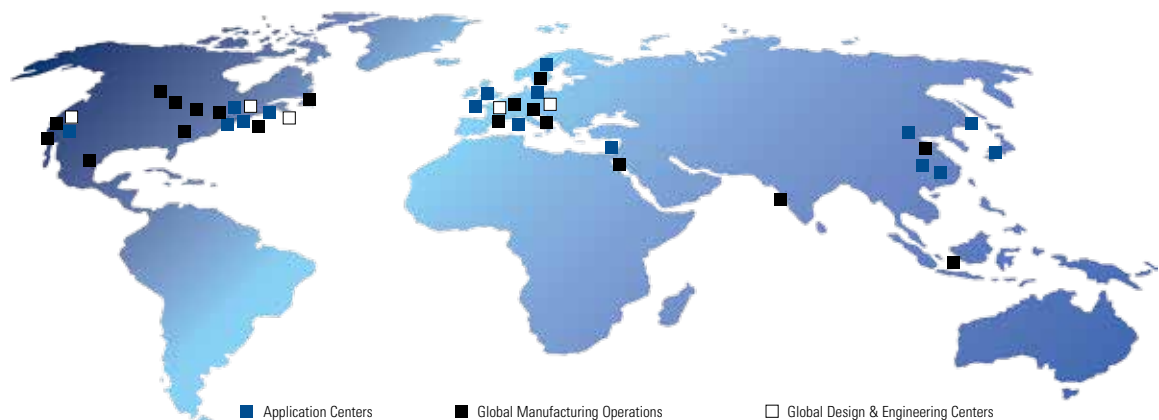 Application Centers
Global Manufacturing Operations
Global Design & Engineering Centers